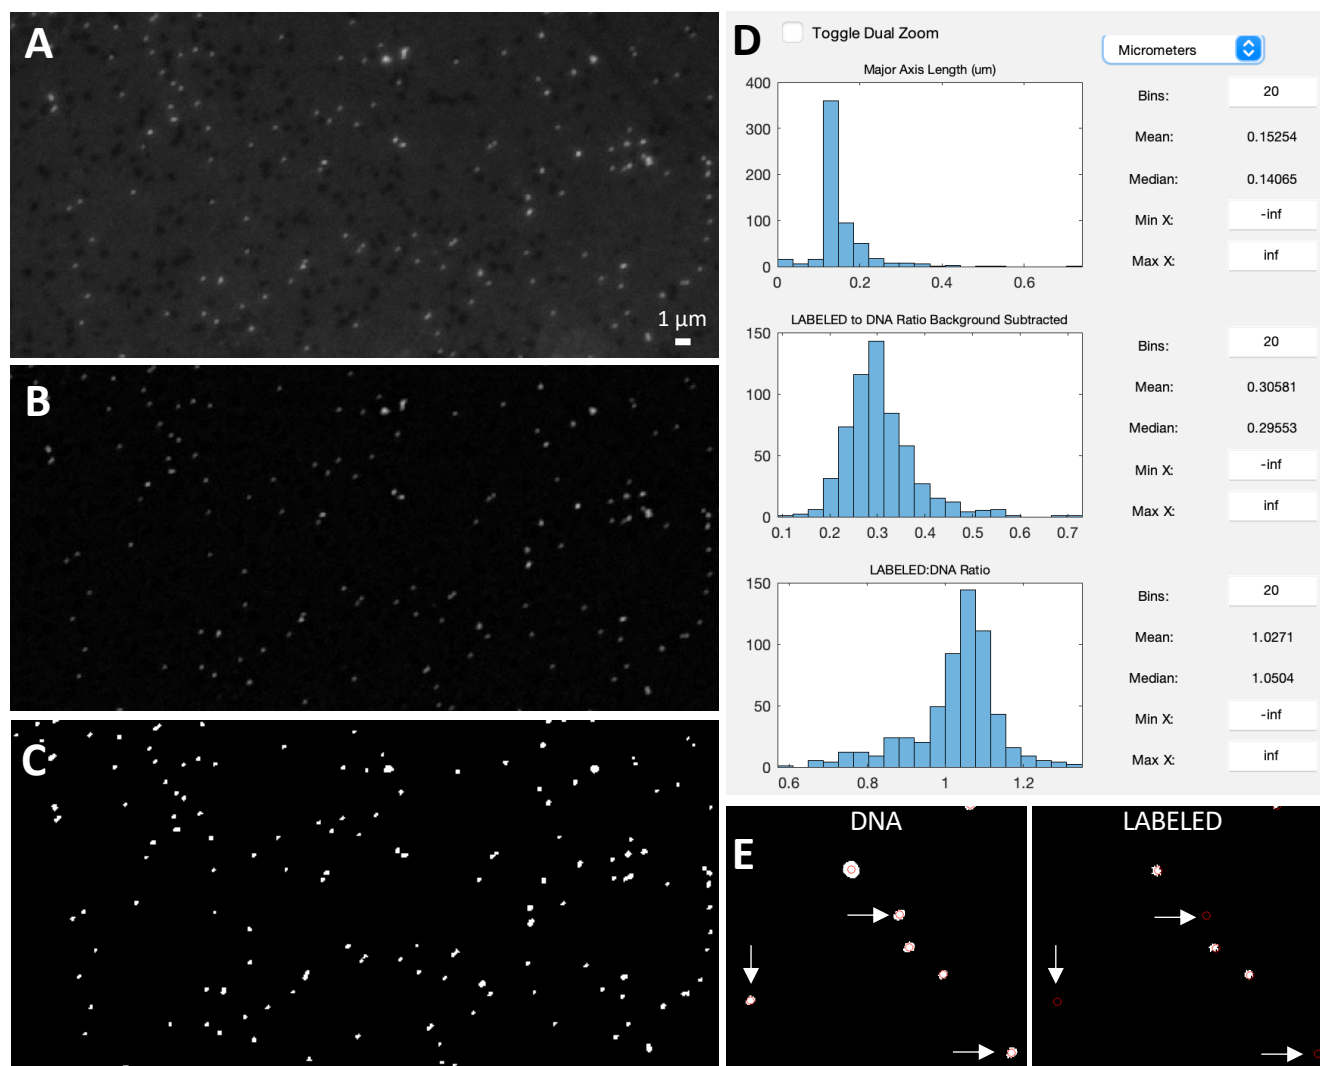 A
1 µm
B
C
D
Toggle Dual Zoom
Micrometers
Major Axis Length (um)
400
300
200
100
0
0 0.2 0.4 0.6
Bins: 20
Mean: 0.15254
Median: 0.14065
Min X: -inf
Max X: inf
LABELED to DNA Ratio Background Subtracted
150
100
50
0
0.1 0.2 0.3 0.4 0.5 0.6 0.7
Bins: 20
Mean: 0.30581
Median: 0.29553
Min X: -inf
Max X: inf
LABELED:DNA Ratio
150
100
50
0
0.6 0.8 1 1.2
Bins: 20
Mean: 1.0271
Median: 1.0504
Min X: -inf
Max X: inf
E
DNA
LABELED